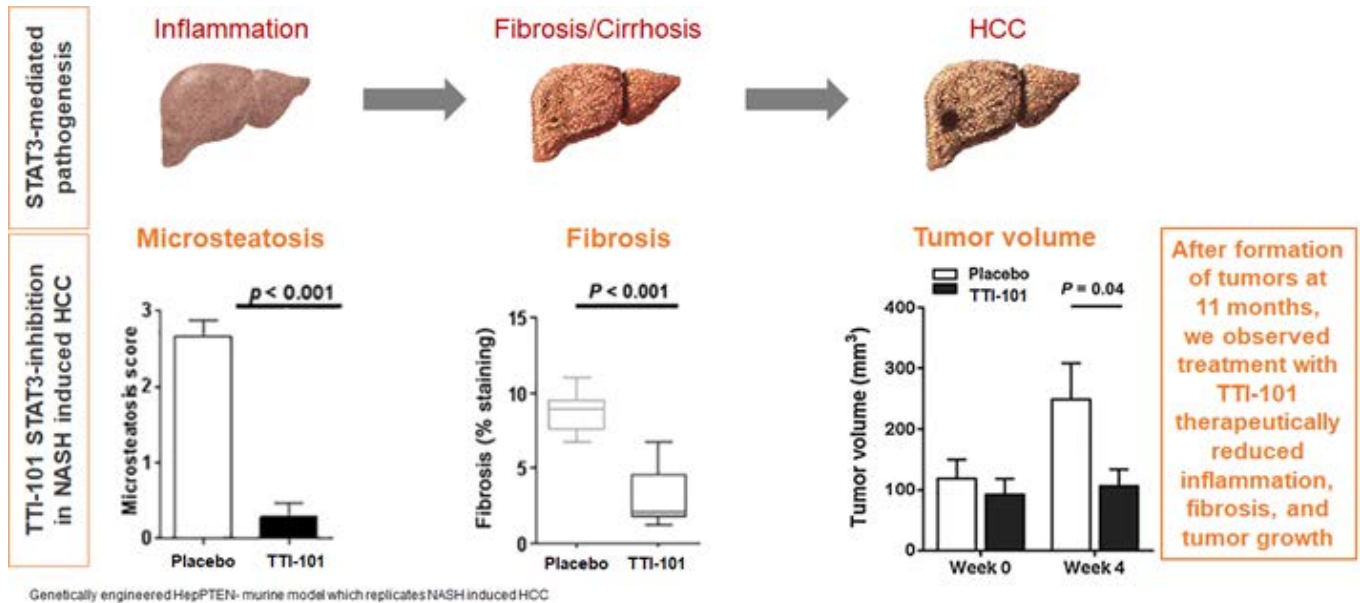 STAT3-mediated
pathogenesis
Inflammation
Fibrosis/Cirrhosis
HCC
TTI-101 STAT3-inhibition
in NASH induced HCC
Microsteatosis
p < 0.001
Microsteatosis score
3
2
1
0
Placebo
TTI-101
Fibrosis
P < 0.001
Fibrosis (% staining)
15
10
5
0
Placebo
TTI-101
Tumor volume
Placebo
TTI-101
P = 0.04
Tumor volume (mm³)
400
300
200
100
0
Week 0
Week 4
After formation
of tumors at
11 months,
we observed
treatment with
TTI-101
therapeutically
reduced
inflammation,
fibrosis, and
tumor growth
Genetically engineered HepPTEN- murine model which replicates NASH induced HCC